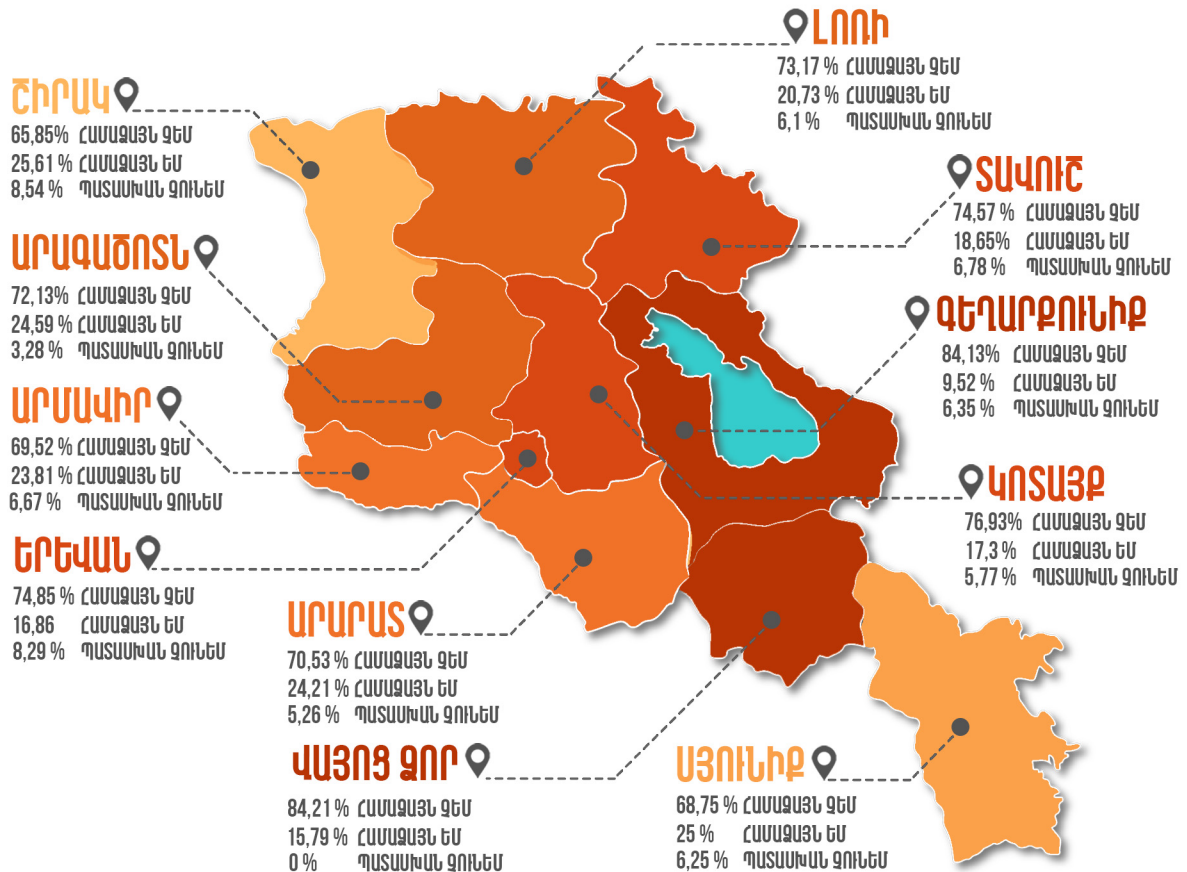 ԼՈՌԻ
73,17 % ՀԱՄԱՁԱՅՆ ՉԵՄ
20,73 % ՀԱՄԱՁԱՅՆ ԵՄ
6,1 % ՊԱՏԱՍԽԱՆ ՉՈՒՆԵՄ
ՇԻՐԱԿ
65,85% ՀԱՄԱՁԱՅՆ ՉԵՄ
25,61 % ՀԱՄԱՁԱՅՆ ԵՄ
8,54 % ՊԱՏԱՍԽԱՆ ՉՈՒՆԵՄ
ՏԱՎՈՒՇ
74,57 % ՀԱՄԱՁԱՅՆ ՉԵՄ
18,65% ՀԱՄԱՁԱՅՆ ԵՄ
6,78 % ՊԱՏԱՍԽԱՆ ՉՈՒՆԵՄ
ԱՐԱԳԱԾՈՏՆ
72,13% ՀԱՄԱՁԱՅՆ ՉԵՄ
24,59 % ՀԱՄԱՁԱՅՆ ԵՄ
3,28 % ՊԱՏԱՍԽԱՆ ՉՈՒՆԵՄ
ԳԵՂԱՐՔՈՒՆԻՔ
84,13% ՀԱՄԱՁԱՅՆ ՉԵՄ
9,52 % ՀԱՄԱՁԱՅՆ ԵՄ
6,35 % ՊԱՏԱՍԽԱՆ ՉՈՒՆԵՄ
ԱՐՄԱՎԻՐ
69,52 % ՀԱՄԱՁԱՅՆ ՉԵՄ
23,81 % ՀԱՄԱՁԱՅՆ ԵՄ
6,67 % ՊԱՏԱՍԽԱՆ ՉՈՒՆԵՄ
ԿՈՏԱՅՔ
76,93% ՀԱՄԱՁԱՅՆ ՉԵՄ
17,3 % ՀԱՄԱՁԱՅՆ ԵՄ
5,77 % ՊԱՏԱՍԽԱՆ ՉՈՒՆԵՄ
ԵՐԵՎԱՆ
74,85 % ՀԱՄԱՁԱՅՆ ՉԵՄ
16,86 ՀԱՄԱՁԱՅՆ ԵՄ
8,29 % ՊԱՏԱՍԽԱՆ ՉՈՒՆԵՄ
ԱՐԱՐԱՏ
70,53 % ՀԱՄԱՁԱՅՆ ՉԵՄ
24,21 % ՀԱՄԱՁԱՅՆ ԵՄ
5,26 % ՊԱՏԱՍԽԱՆ ՉՈՒՆԵՄ
ՎԱՅՈՑ ՁՈՐ
84,21 % ՀԱՄԱՁԱՅՆ ՉԵՄ
15,79 % ՀԱՄԱՁԱՅՆ ԵՄ
0 % ՊԱՏԱՍԽԱՆ ՉՈՒՆԵՄ
ՍՅՈՒՆԻՔ
68,75 % ՀԱՄԱՁԱՅՆ ՉԵՄ
25 % ՀԱՄԱՁԱՅՆ ԵՄ
6,25 % ՊԱՏԱՍԽԱՆ ՉՈՒՆԵՄ